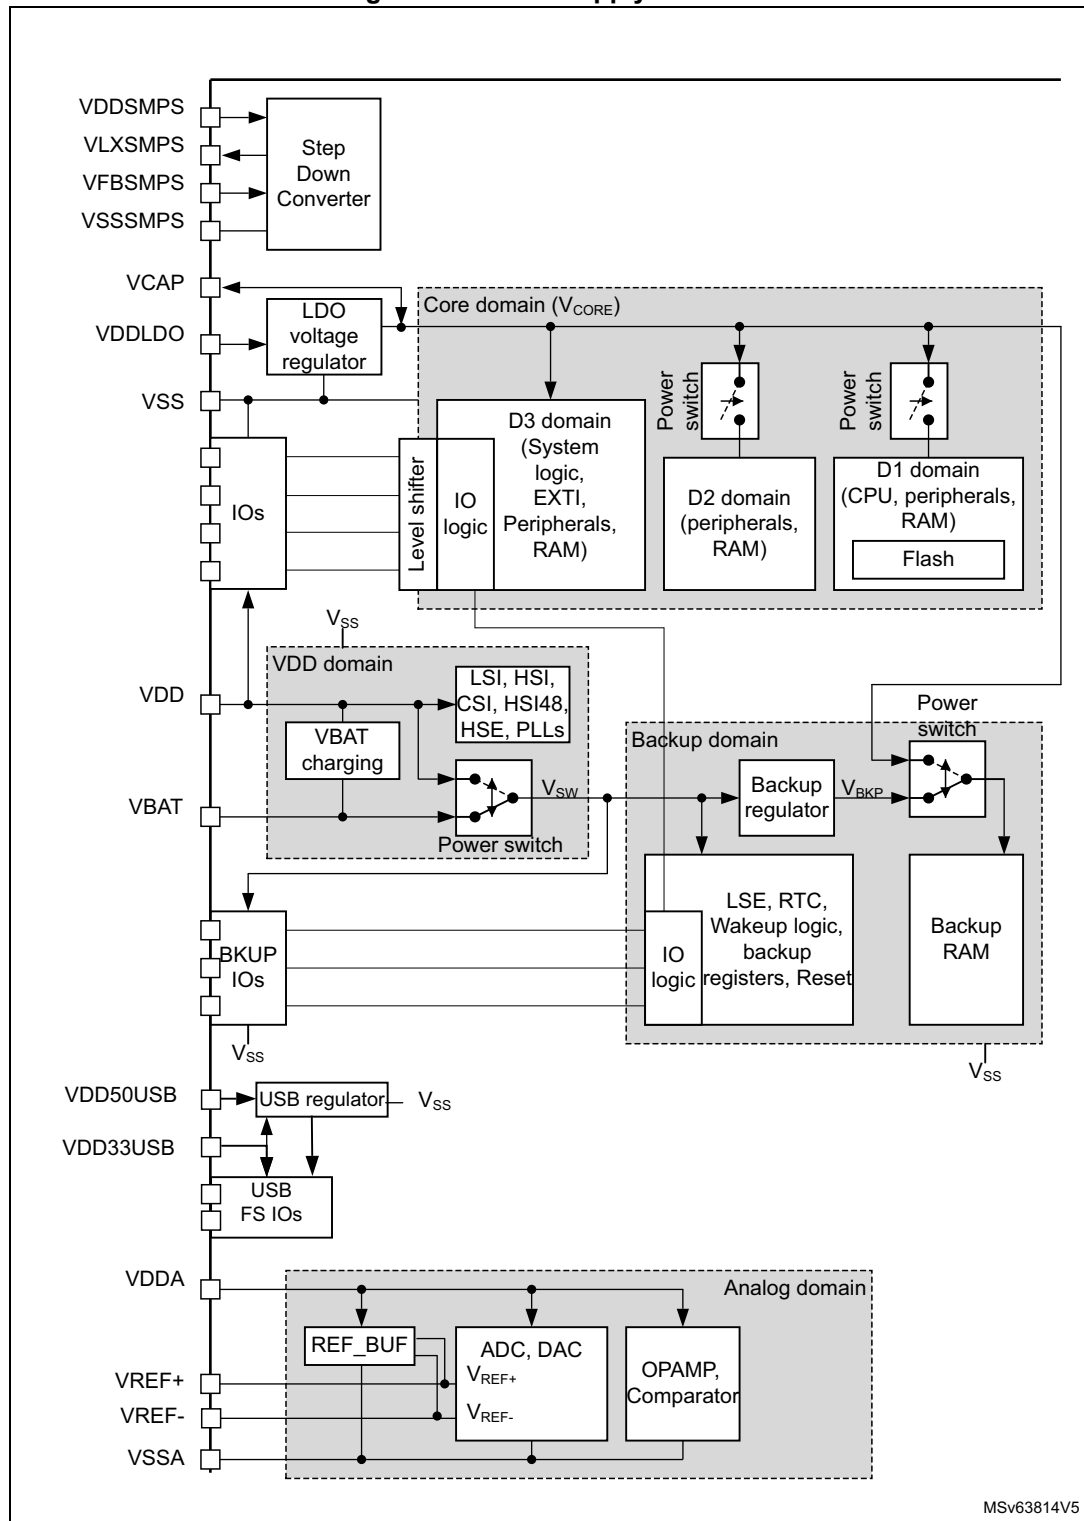 VDDSMPS
VLXSMPS
VFBSMPS
VSSSMPS
Step
Down
Converter
VCAP
VDDLDO
VSS
LDO
voltage
regulator
Core domain (VCORE)
Power
switch
Power
switch
D3 domain
(System
logic,
EXTI,
Peripherals,
RAM)
D2 domain
(peripherals,
RAM)
D1 domain
(CPU, peripherals,
RAM)
Flash
IOs
Level shifter
IO
logic
VSS
VDD domain
VDD
LSI, HSI,
CSI, HSI48,
HSE, PLLs
VBAT
charging
VBAT
Power switch
VSW
Backup domain
Power
switch
Backup
regulator
VBKP
LSE, RTC,
Wakeup logic,
backup
registers, Reset
IO
logic
Backup
RAM
BKUP
IOs
VSS
VSS
VDD50USB
USB regulator
VSS
VDD33USB
USB
FS IOs
VDDA
Analog domain
REF_BUF
ADC, DAC
VREF+
VREF-
OPAMP,
Comparator
VREF+
VREF-
VSSA
MSv63814V5